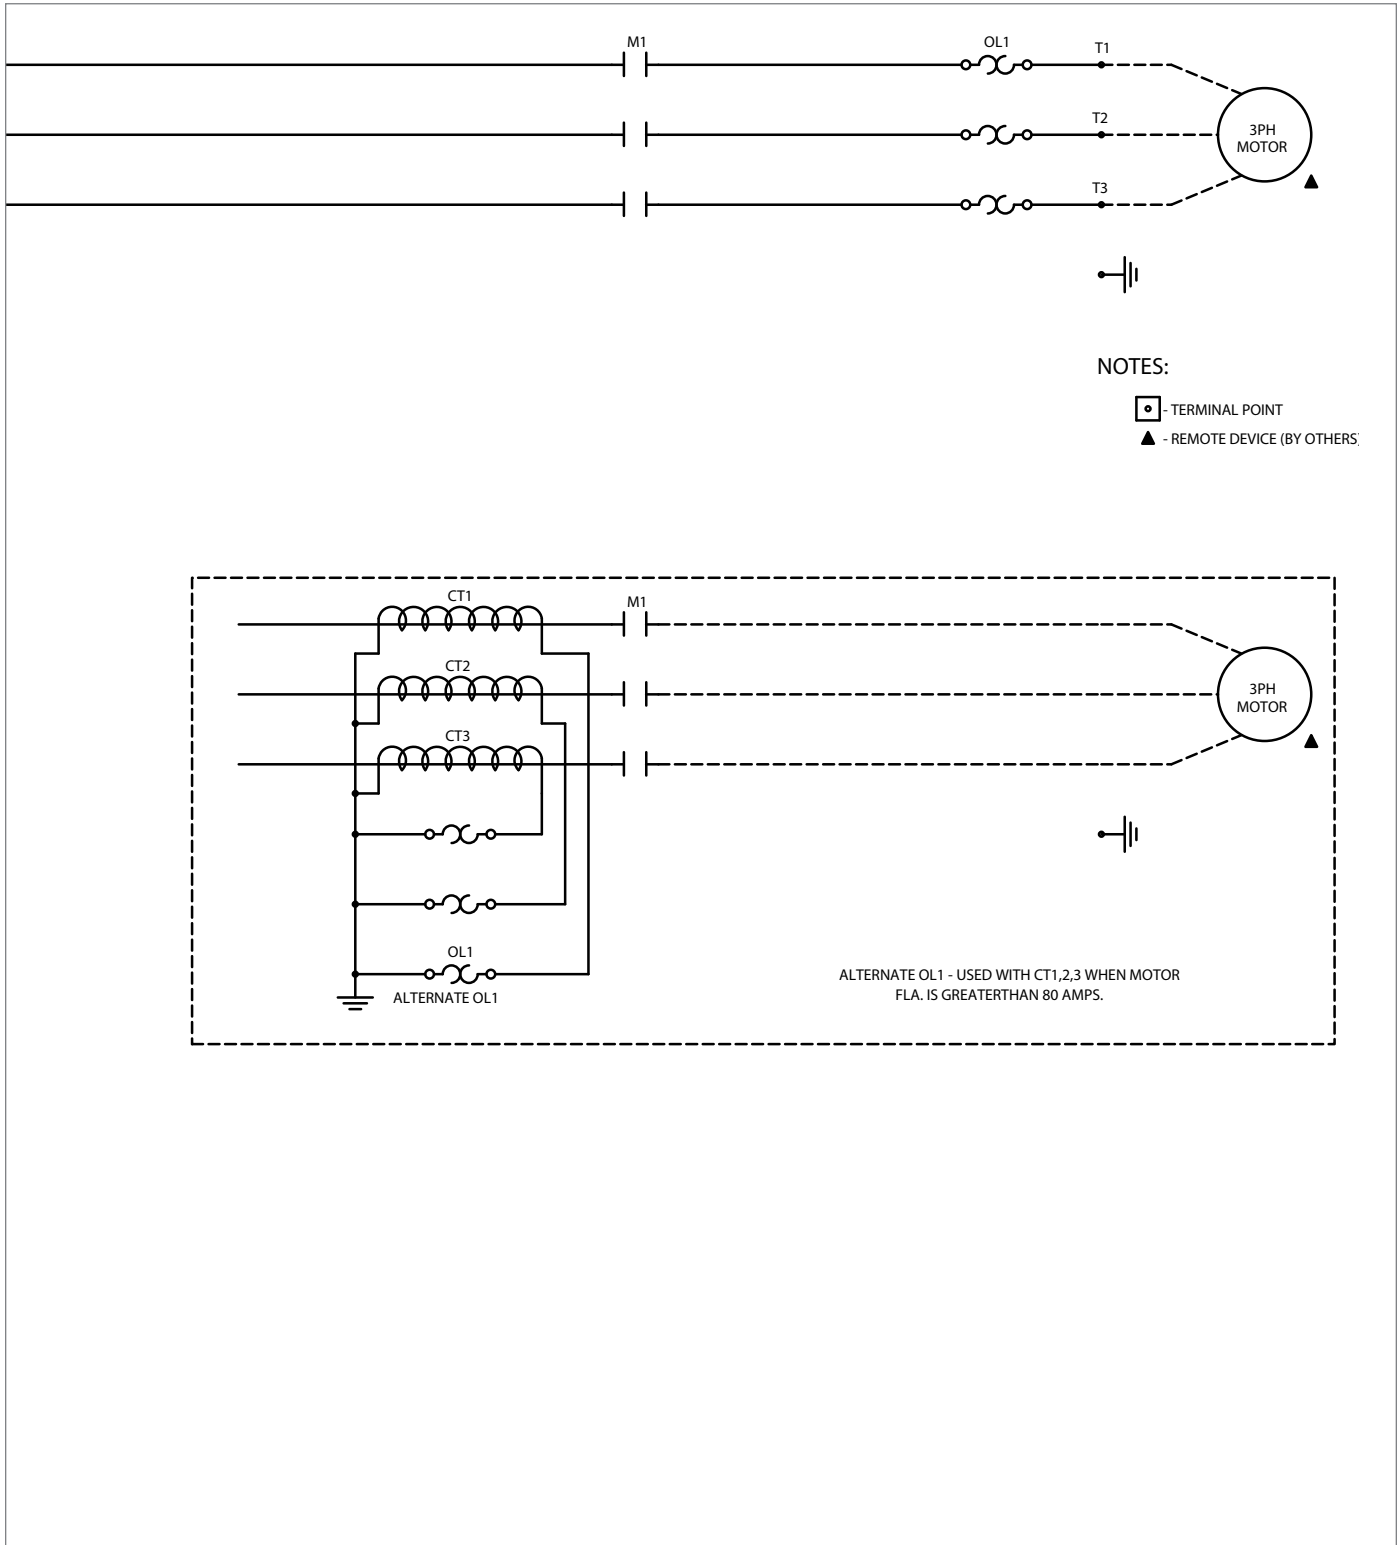 M1
OL1
T1
T2
3PH
MOTOR
T3
NOTES:
- TERMINAL POINT
- REMOTE DEVICE (BY OTHERS
CT1
M1
CT2
3PH
MOTOR
CT3
OL1
ALTERNATE OL1
ALTERNATE OL1 - USED WITH CT1,2,3 WHEN MOTOR
FLA. IS GREATERTHAN 80 AMPS.